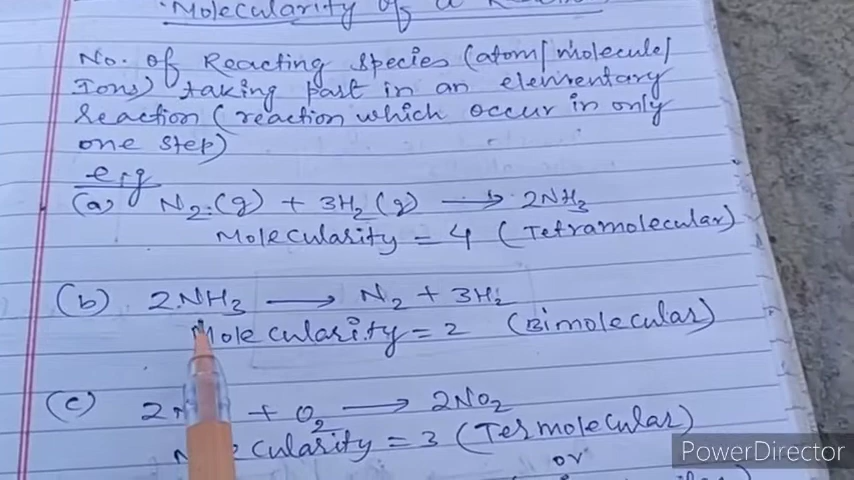 Molecularity of a
No. of Reacting species (atom/molecule/
Ions) taking part in an elementary
reaction (reaction which occur in only
one step)
e.g
(a) N2(g) + 3H2(g) → 2NH3
Molecularity = 4 (Tetramolecular)
(b) 2NH3 → N2 + 3H2
Molecularity = 2 (Bimolecular)
(c) 2N + O2 → 2NO2
cularity = 3 (Termolecular)
or
PowerDirector